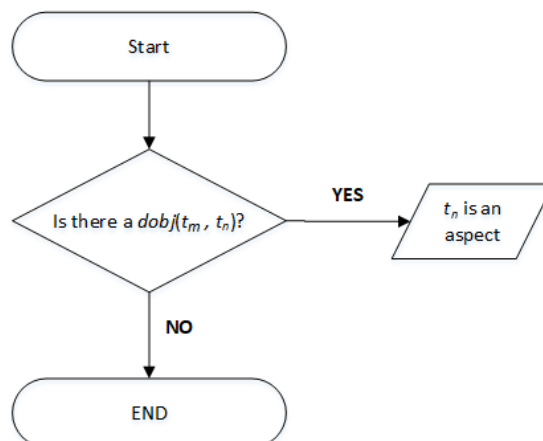 Start
Is there a dobj(tm , tn)?
YES
tn is an
aspect
NO
END